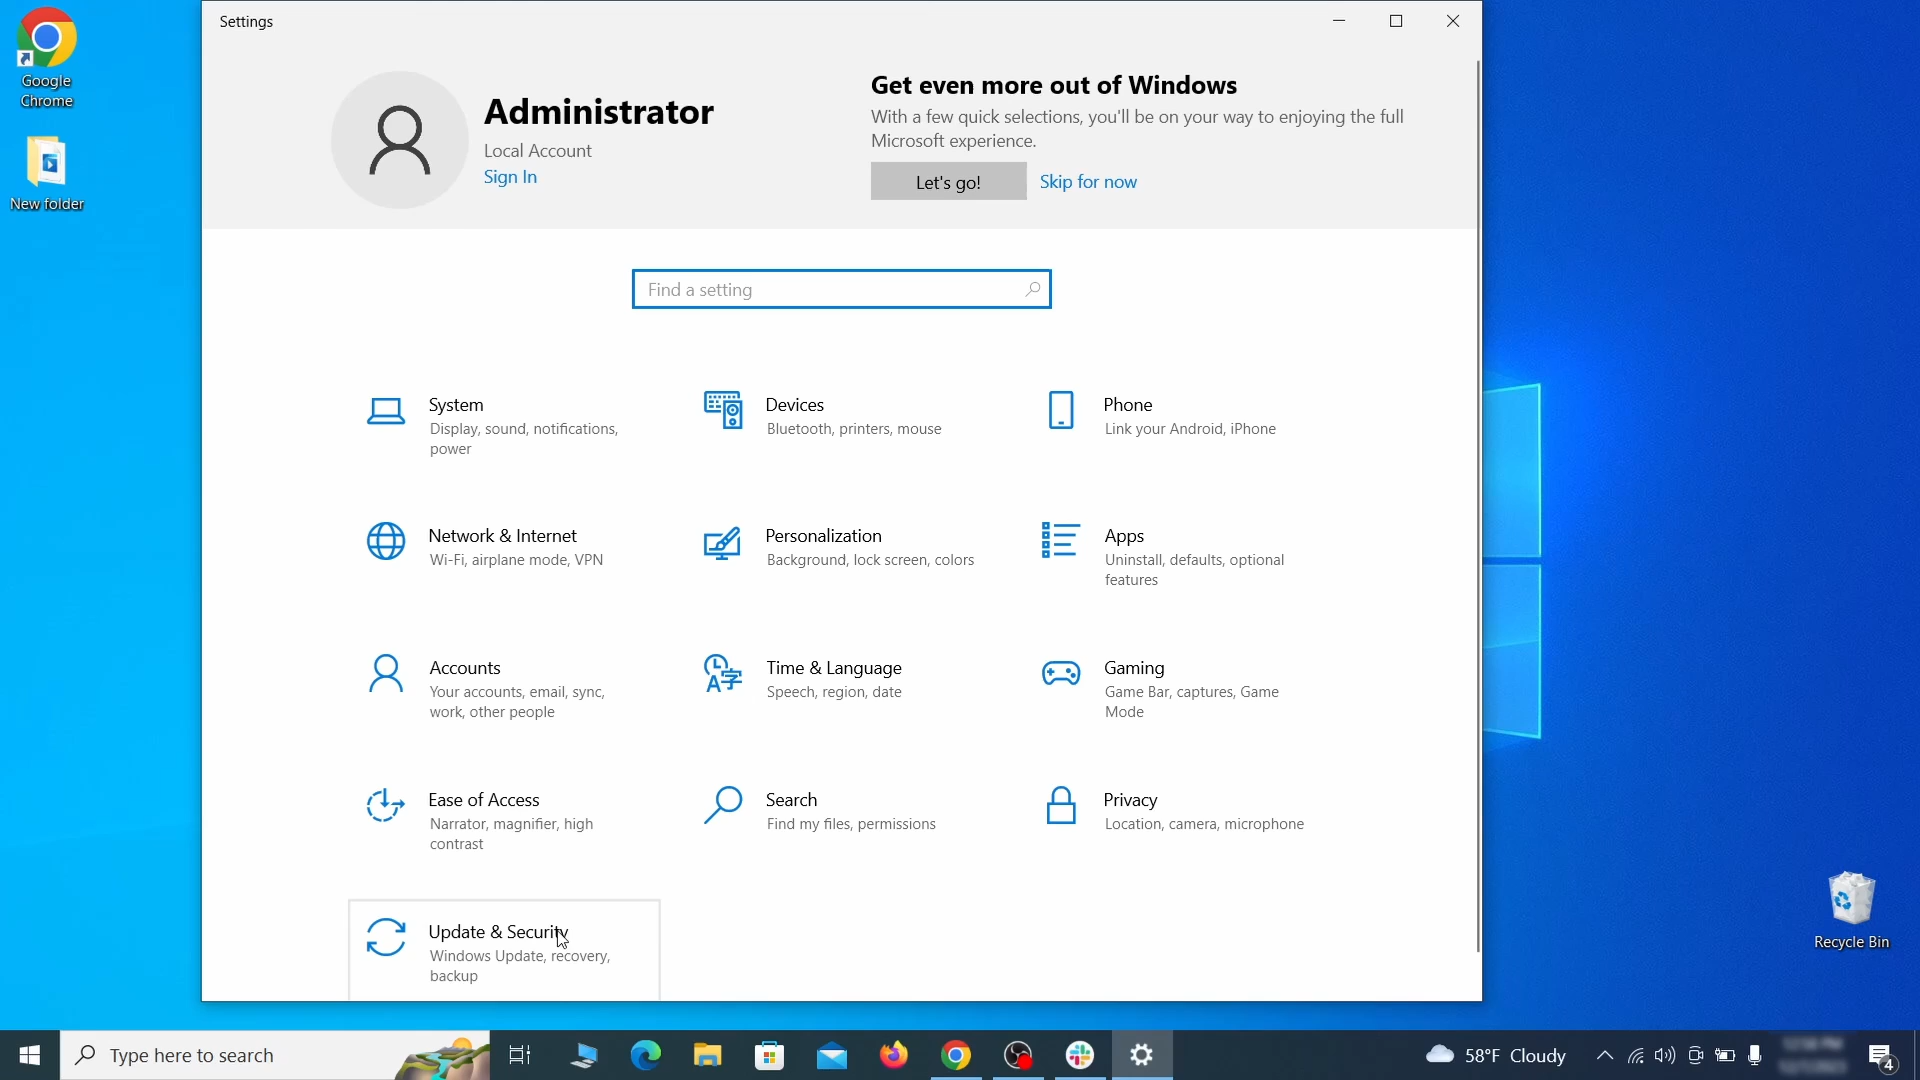 Settings
Google
Chrome
New folder
Administrator
Local Account
Sign In
Get even more out of Windows
With a few quick selections, you'll be on your way to enjoying the full
Microsoft experience.
Let's go!
Skip for now
Find a setting
System
Display, sound, notifications,
power
Devices
Bluetooth, printers, mouse
Phone
Link your Android, iPhone
Network & Internet
Wi-Fi, airplane mode, VPN
Personalization
Background, lock screen, colors
Apps
Uninstall, defaults, optional
features
Accounts
Your accounts, email, sync,
work, other people
Time & Language
Speech, region, date
Gaming
Game Bar, captures, Game
Mode
Ease of Access
Narrator, magnifier, high
contrast
Search
Find my files, permissions
Privacy
Location, camera, microphone
Update & Security
Windows Update, recovery,
backup
Recycle Bin
Type here to search
58°F Cloudy
4